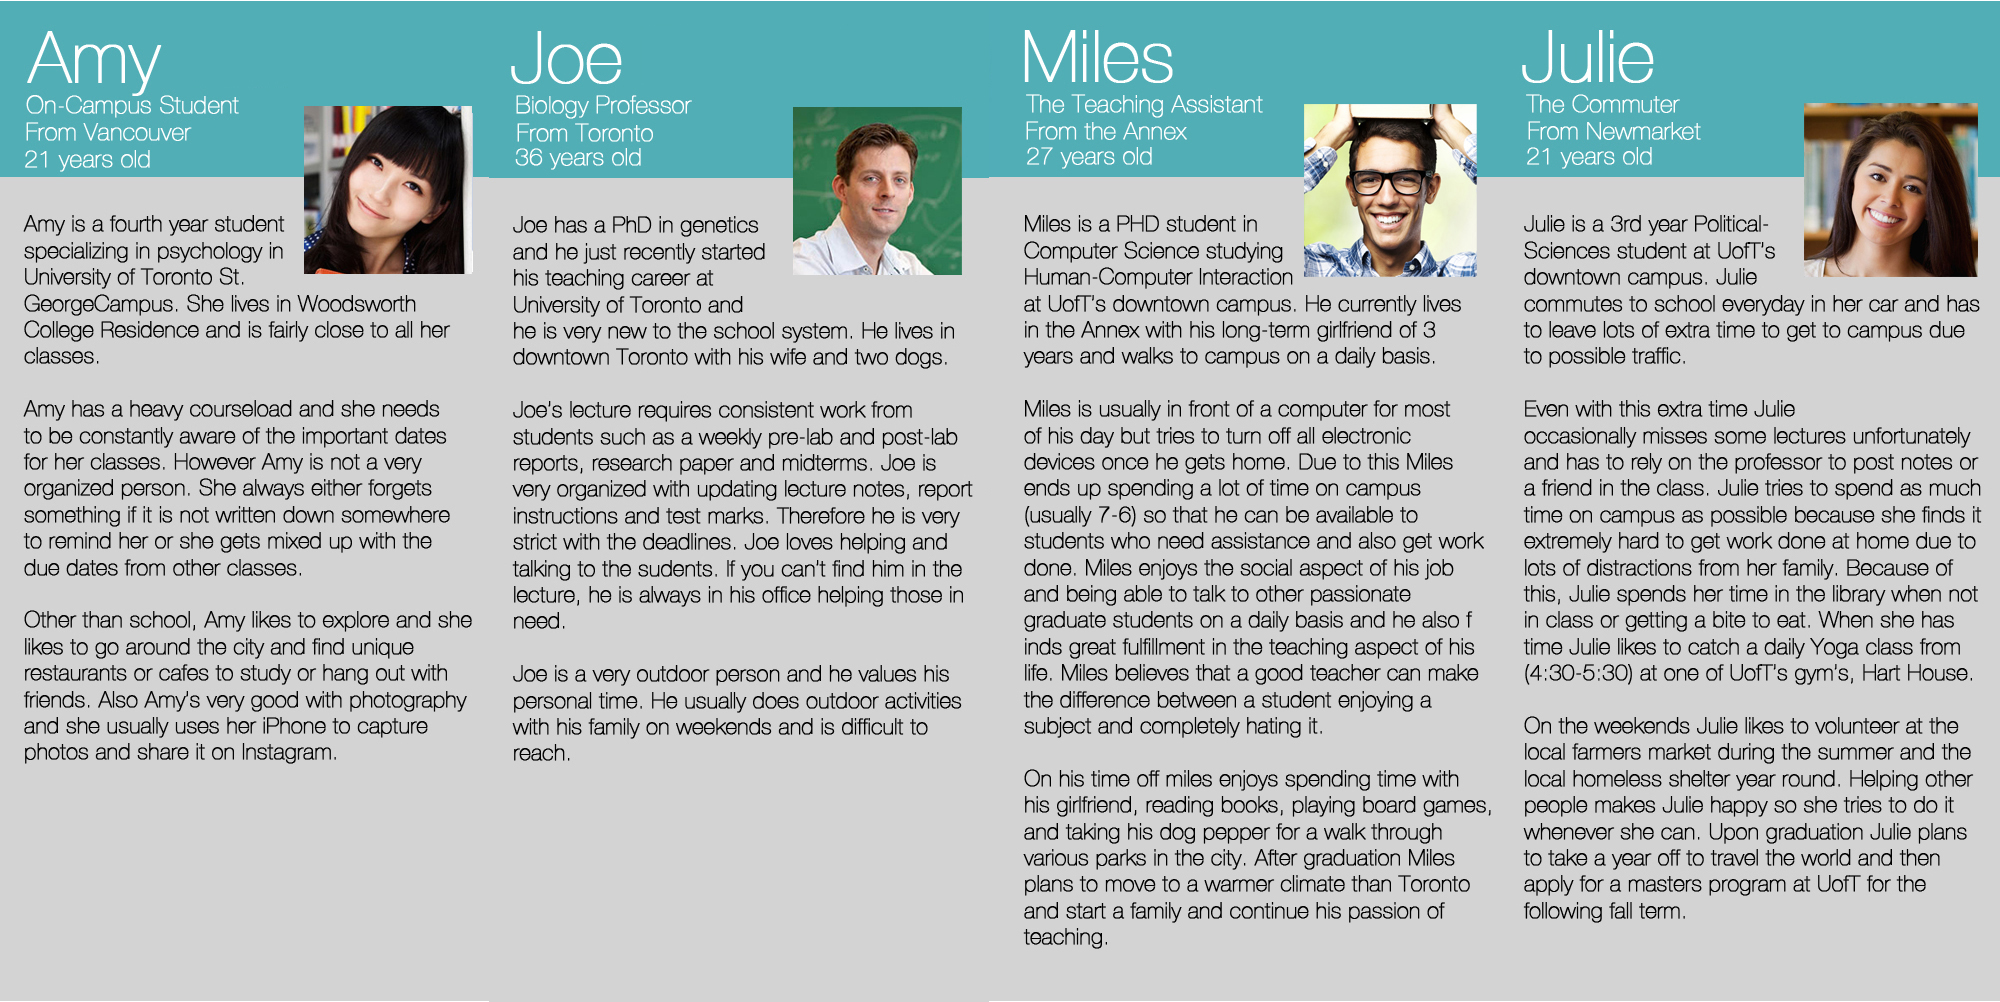 Amy
On-Campus Student
From Vancouver
21 years old
Amy is a fourth year student
specializing in psychology in
University of Toronto St.
GeorgeCampus. She lives in Woodsworth
College Residence and is fairly close to all her
classes.
Amy has a heavy courseload and she needs
to be constantly aware of the important dates
for her classes. However Amy is not a very
organized person. She always either forgets
something if it is not written down somewhere
to remind her or she gets mixed up with the
due dates from other classes.
Other than school, Amy likes to explore and she
likes to go around the city and find unique
restaurants or cafes to study or hang out with
friends. Also Amy's very good with photography
and she usually uses her iPhone to capture
photos and share it on Instagram.
Joe
Biology Professor
From Toronto
36 years old
Joe has a PhD in genetics
and he just recently started
his teaching career at
University of Toronto and
he is very new to the school system. He lives in
downtown Toronto with his wife and two dogs.
Joe's lecture requires consistent work from
students such as a weekly pre-lab and post-lab
reports, research paper and midterms. Joe is
very organized with updating lecture notes, report
instructions and test marks. Therefore he is very
strict with the deadlines. Joe loves helping and
talking to the sudents. If you can't find him in the
lecture, he is always in his office helping those in
need.
Joe is a very outdoor person and he values his
personal time. He usually does outdoor activities
with his family on weekends and is difficult to
reach.
Miles
The Teaching Assistant
From the Annex
27 years old
Miles is a PHD student in
Computer Science studying
Human-Computer Interaction
at UofT's downtown campus. He currently lives
in the Annex with his long-term girlfriend of 3
years and walks to campus on a daily basis.
Miles is usually in front of a computer for most
of his day but tries to turn off all electronic
devices once he gets home. Due to this Miles
ends up spending a lot of time on campus
(usually 7-6) so that he can be available to
students who need assistance and also get work
done. Miles enjoys the social aspect of his job
and being able to talk to other passionate
graduate students on a daily basis and he also f
inds great fulfillment in the teaching aspect of his
life. Miles believes that a good teacher can make
the difference between a student enjoying a
subject and completely hating it.
On his time off miles enjoys spending time with
his girlfriend, reading books, playing board games,
and taking his dog pepper for a walk through
various parks in the city. After graduation Miles
plans to move to a warmer climate than Toronto
and start a family and continue his passion of
teaching.
Julie
The Commuter
From Newmarket
21 years old
Julie is a 3rd year Political-
Sciences student at UofT's
downtown campus. Julie
commutes to school everyday in her car and has
to leave lots of extra time to get to campus due
to possible traffic.
Even with this extra time Julie
occasionally misses some lectures unfortunately
and has to rely on the professor to post notes or
a friend in the class. Julie tries to spend as much
time on campus as possible because she finds it
extremely hard to get work done at home due to
lots of distractions from her family. Because of
this, Julie spends her time in the library when not
in class or getting a bite to eat. When she has
time Julie likes to catch a daily Yoga class from
(4:30-5:30) at one of UofT's gym's, Hart House.
On the weekends Julie likes to volunteer at the
local farmers market during the summer and the
local homeless shelter year round. Helping other
people makes Julie happy so she tries to do it
whenever she can. Upon graduation Julie plans
to take a year off to travel the world and then
apply for a masters program at UofT for the
following fall term.